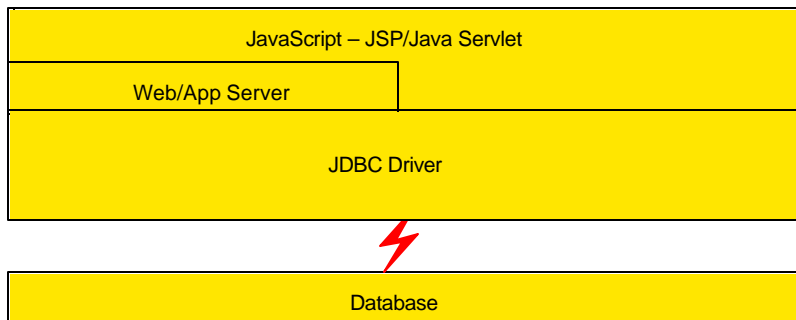 JavaScript – JSP/Java Servlet
Web/App Server
JDBC Driver
Database